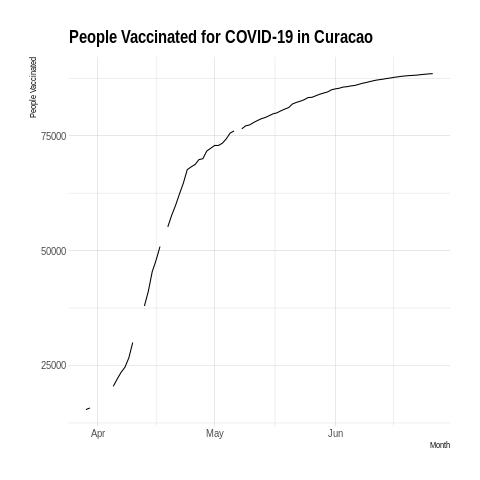 People Vaccinated for COVID-19 in Curacao
People Vaccinated
75000
50000
25000
Apr May Jun
Month